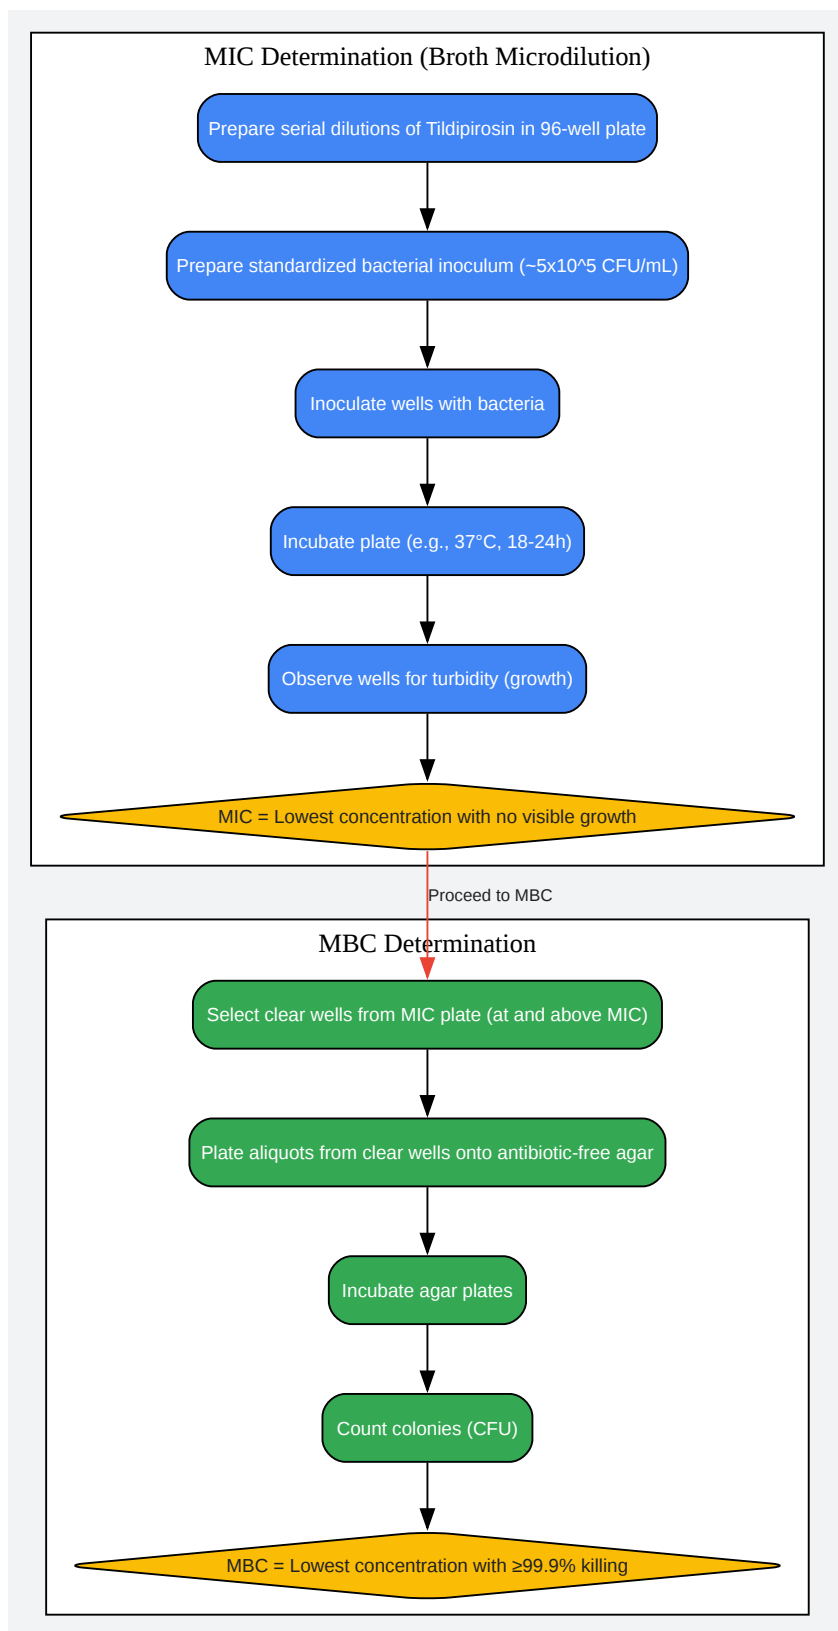 MIC Determination (Broth Microdilution)
Prepare serial dilutions of Tildipirosin in 96-well plate
Prepare standardized bacterial inoculum (~5x10^5 CFU/mL)
Inoculate wells with bacteria
Incubate plate (e.g., 37°C, 18-24h)
Observe wells for turbidity (growth)
MIC = Lowest concentration with no visible growth
Proceed to MBC
MBC Determination
Select clear wells from MIC plate (at and above MIC)
Plate aliquots from clear wells onto antibiotic-free agar
Incubate agar plates
Count colonies (CFU)
MBC = Lowest concentration with ≥99.9% killing